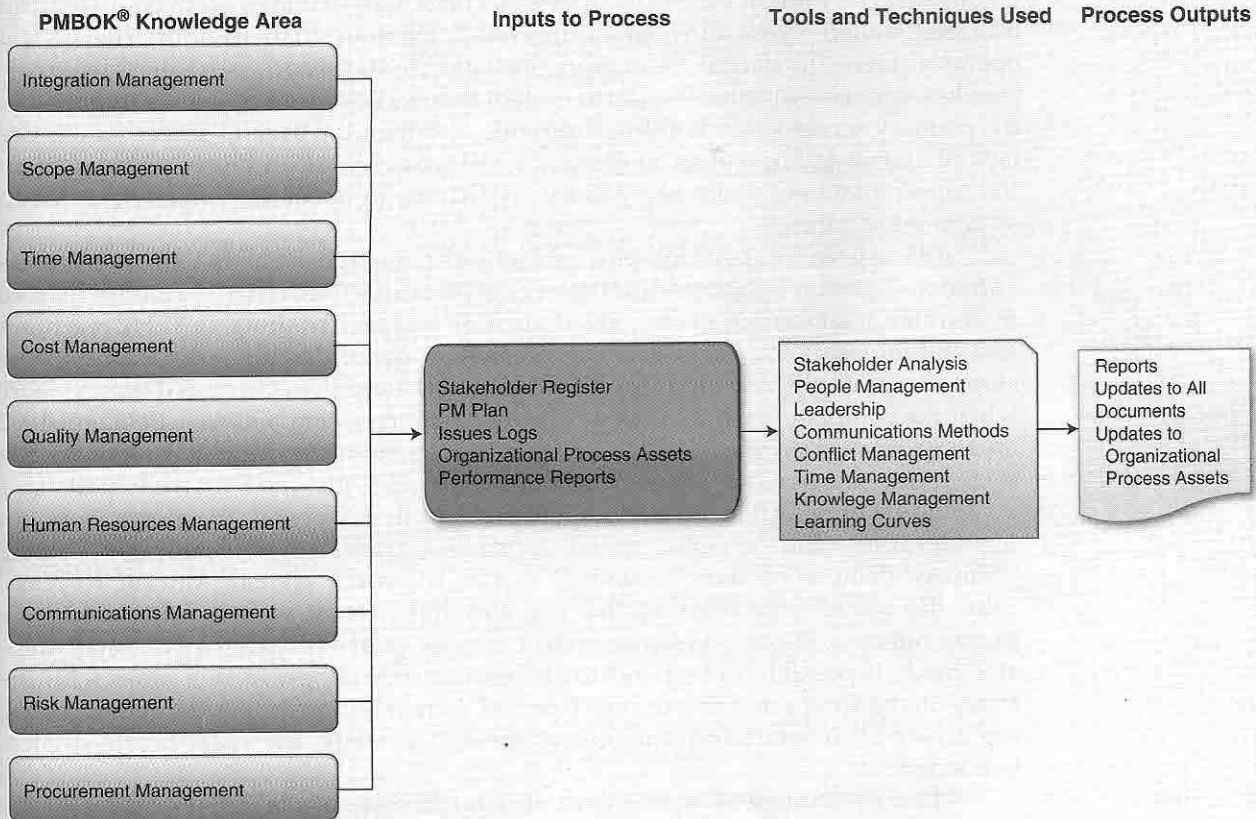 PMBOK® Knowledge Area
Inputs to Process
Tools and Techniques Used
Process Outputs
Integration Management
Scope Management
Time Management
Cost Management
Quality Management
Human Resources Management
Communications Management
Risk Management
Procurement Management
Stakeholder Register
PM Plan
Issues Logs
Organizational Process Assets
Performance Reports
Stakeholder Analysis
People Management
Leadership
Communications Methods
Conflict Management
Time Management
Knowlege Management
Learning Curves
Reports
Updates to All
Documents
Updates to
Organizational
Process Assets